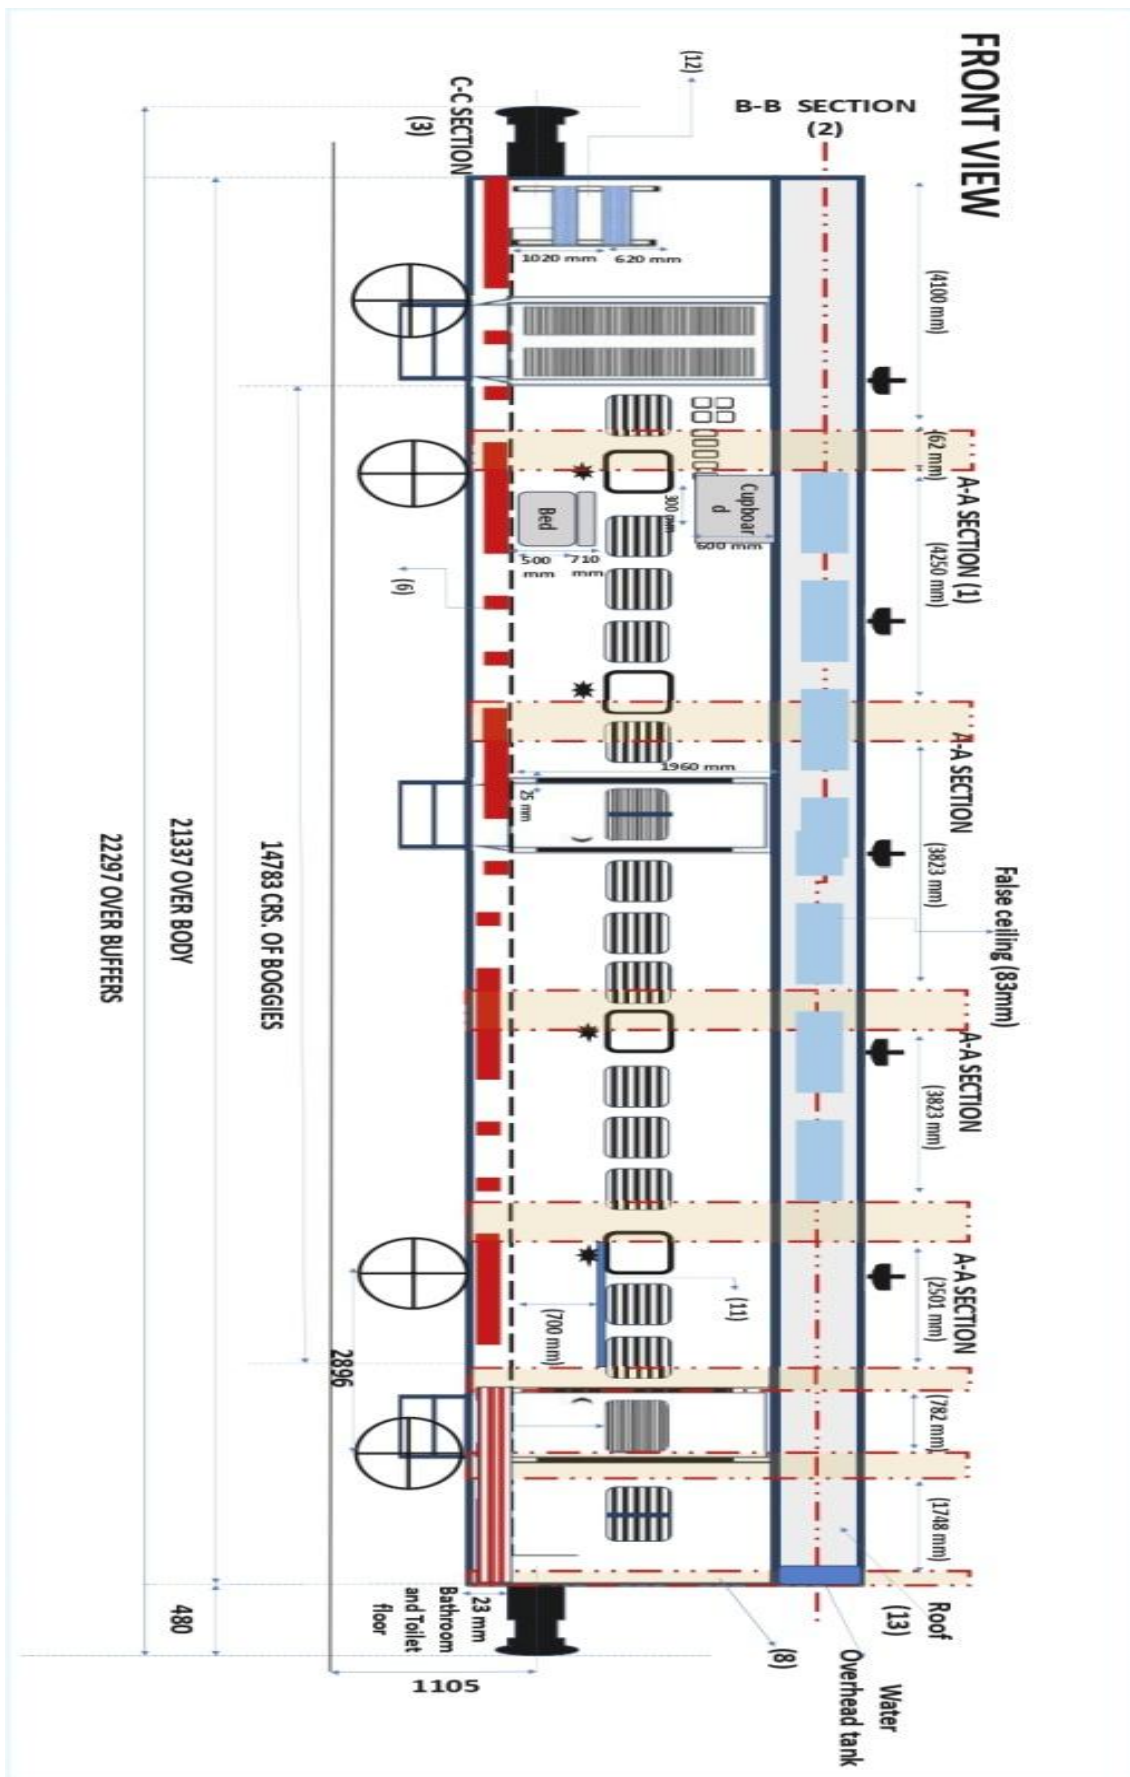 FRONT VIEW
B-B SECTION
(2)
(12)
C-C SECTION
(3)
(4100 mm)
(62 mm)
A-A SECTION (1)
(4250 mm)
A-A SECTION
(3823 mm)
False ceiling (83mm)
A-A SECTION
(3823 mm)
A-A SECTION
(2501 mm)
(782 mm)
(1748 mm)
Roof
(13)
Water
Overhead tank
(8)
1020 mm
620 mm
Cupboar
d
300 mm
600 mm
Bed
500
mm
710
mm
(6)
1960 mm
25 mm
(11)
(700 mm)
23 mm
Bathroom
and Toilet
floor
1105
2896
14783 CRS. OF BOGGIES
21337 OVER BODY
480
22297 OVER BUFFERS